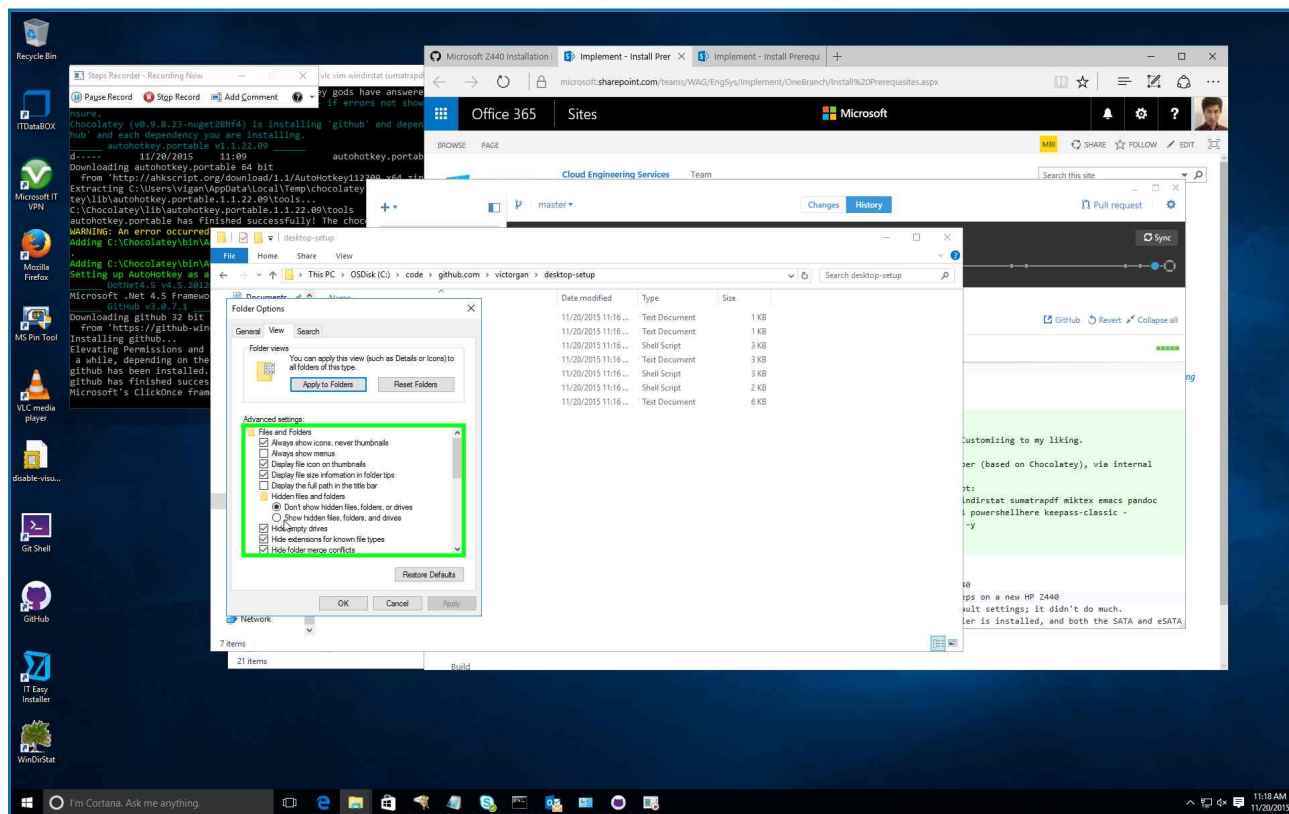 Recycle Bin
ITDataBOX
Microsoft IT
VPN
Mozilla
Firefox
MS Pin Tool
VLC media
player
disable-visu...
Git Shell
GitHub
IT Easy
Installer
WinDirStat
Steps Recorder - Recording Now
Pause Record Stop Record Add Comment
vlc vim windirstat sumatrapd
ey gods have answere
if errors not show
nsure.
Chocolatey (v0.9.8.23-nuget28hf4) is installing 'github' and depen
hub' and each dependency you are installing.
______ autohotkey.portable v1.1.22.09 ______
d----- 11/20/2015 11:09 autohotkey.portab
Downloading autohotkey.portable 64 bit
from 'http://ahkscript.org/download/1.1/AutoHotkey112209_x64.zip
Extracting C:\Users\vigan\AppData\Local\Temp\chocolatey
tey\lib\autohotkey.portable.1.1.22.09\tools...
C:\Chocolatey\lib\autohotkey.portable.1.1.22.09\tools
autohotkey.portable has finished successfully! The choc
WARNING: An error occurred
Adding C:\Chocolatey\bin\A
.
Adding C:\Chocolatey\bin\A
Setting up AutoHotkey as a
______ DotNet4.5 v4.5.2012
Microsoft .Net 4.5 Framewo
______ GitHub v3.0.7.1 ______
Downloading github 32 bit
from 'https://github-win
Installing github...
Elevating Permissions and
a while, depending on the
github has been installed.
github has finished succes
Microsoft's ClickOnce fram
Microsoft Z440 Installation
Implement - Install Prer
Implement - Install Prerequ
microsoft.sharepoint.com/teams/WAG/EngSys/Implement/OneBranch/Install%20Prerequisites.aspx
Office 365 Sites Microsoft ?
BROWSE PAGE MBI SHARE FOLLOW EDIT
Cloud Engineering Services Team Search this site
master Changes History Pull request
Sync
GitHub Revert Collapse all
ng
Customizing to my liking.
er (based on Chocolatey), via internal
pt:
indirstat sumatrapdf miktex emacs pandoc
powershellhere keepass-classic -
-y
40
eps on a new HP Z440
ault settings; it didn't do much.
ler is installed, and both the SATA and eSATA
desktop-setup
File Home Share View
This PC > OSDisk (C:) > code > github.com > victorgan > desktop-setup
Search desktop-setup
Documents Name Date modified Type Size
11/20/2015 11:16 ... Text Document 1 KB
11/20/2015 11:16 ... Text Document 1 KB
11/20/2015 11:16 ... Shell Script 3 KB
11/20/2015 11:16 ... Text Document 3 KB
11/20/2015 11:16 ... Shell Script 3 KB
11/20/2015 11:16 ... Shell Script 2 KB
11/20/2015 11:16 ... Text Document 6 KB
Folder Options
General View Search
Folder views
You can apply this view (such as Details or Icons) to
all folders of this type.
Apply to Folders Reset Folders
Advanced settings:
Files and Folders
Always show icons, never thumbnails
Always show menus
Display file icon on thumbnails
Display file size information in folder tips
Display the full path in the title bar
Hidden files and folders
Don't show hidden files, folders, or drives
Show hidden files, folders, and drives
Hide empty drives
Hide extensions for known file types
Hide folder merge conflicts
Restore Defaults
OK Cancel Apply
Network
7 items
21 items
Build
I'm Cortana. Ask me anything.
11:18 AM
11/20/2015